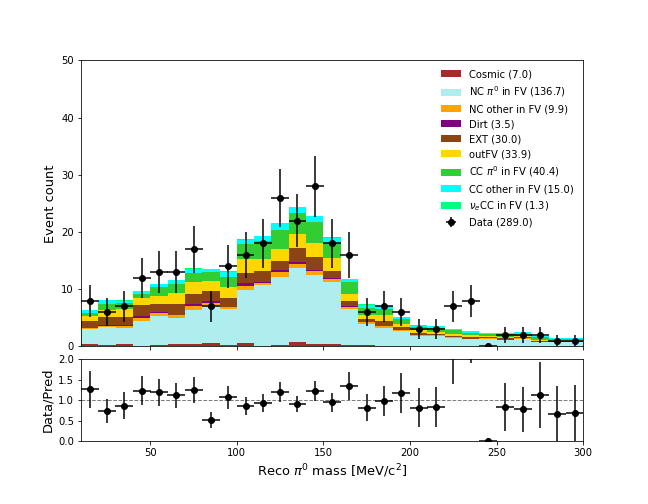 50
40
30
20
10
0
Event count
Cosmic (7.0)
NC π⁰ in FV (136.7)
NC other in FV (9.9)
Dirt (3.5)
EXT (30.0)
outFV (33.9)
CC π⁰ in FV (40.4)
CC other in FV (15.0)
νₑCC in FV (1.3)
Data (289.0)
2.0
1.5
1.0
0.5
0.0
Data/Pred
50 100 150 200 250 300
Reco π⁰ mass [MeV/c²]